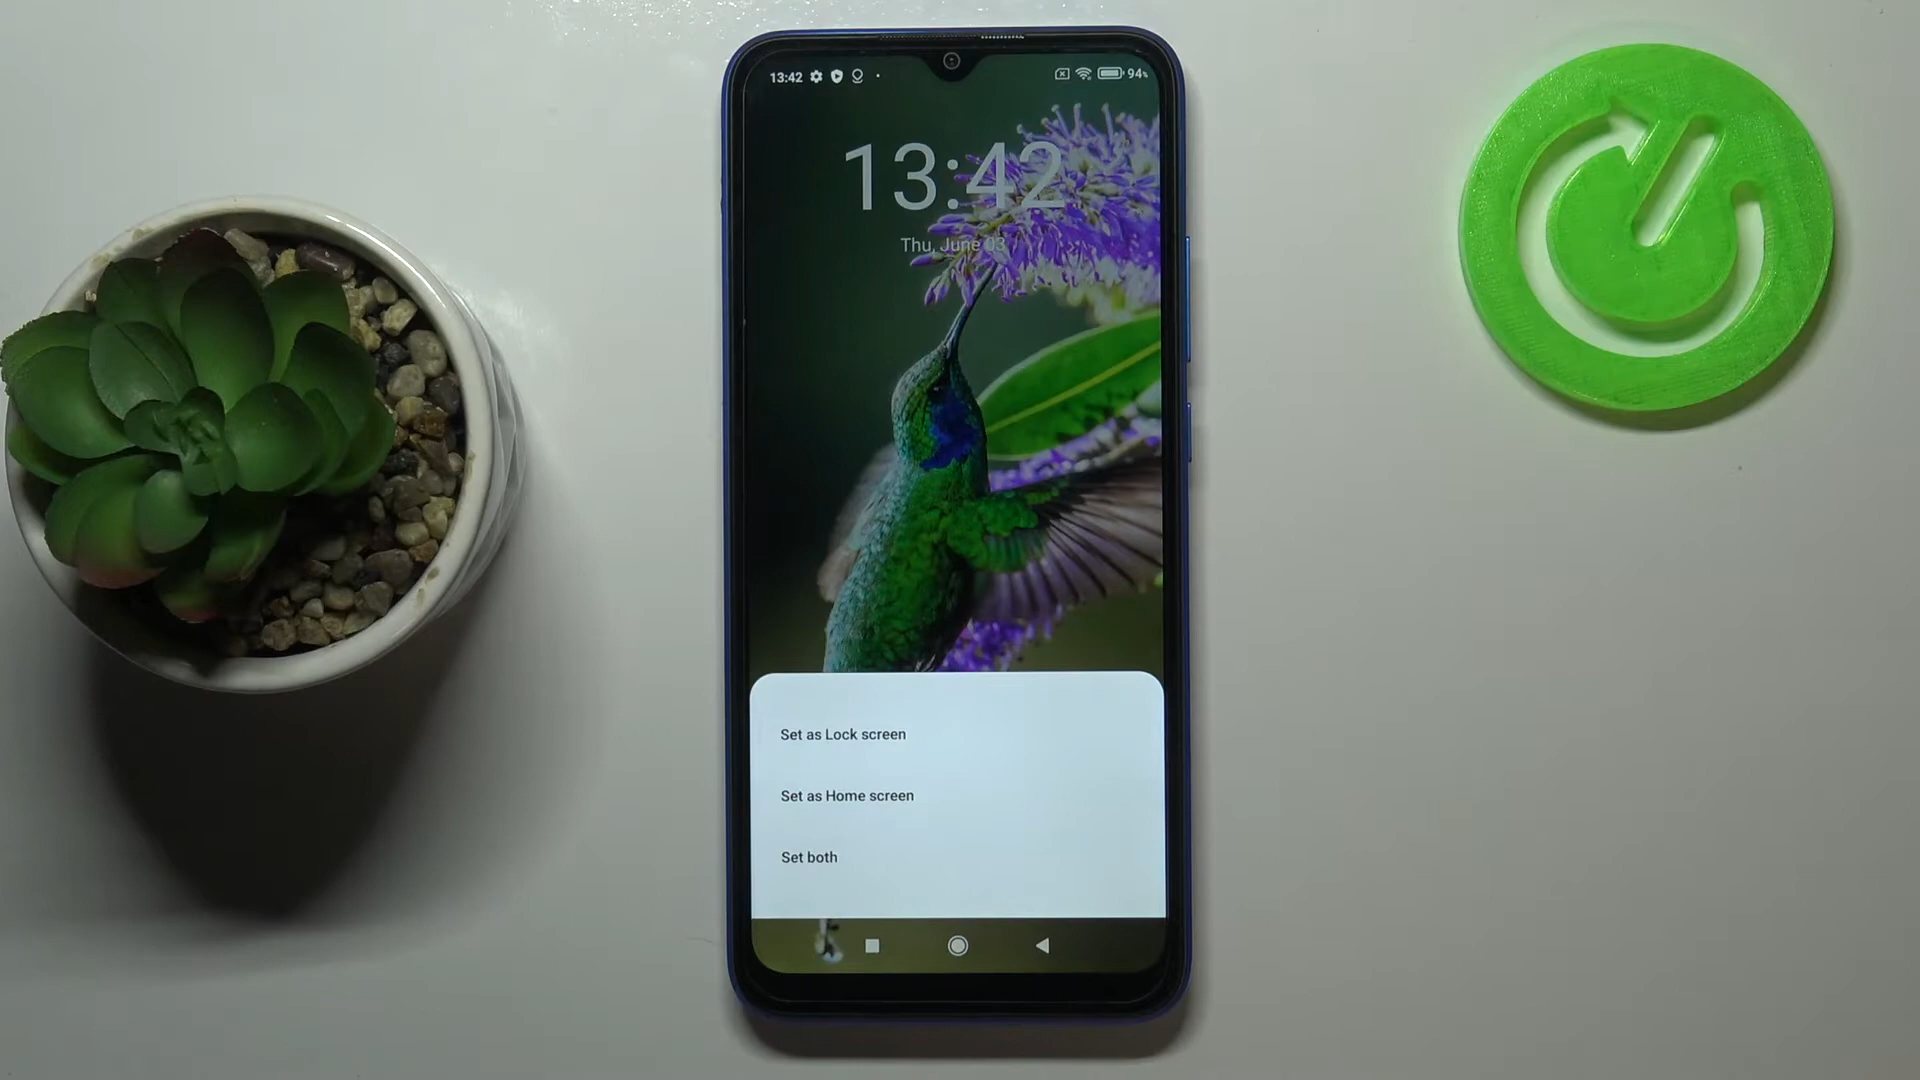 13:42 94%
13:42
Thu, June 03
Set as Lock screen
Set as Home screen
Set both